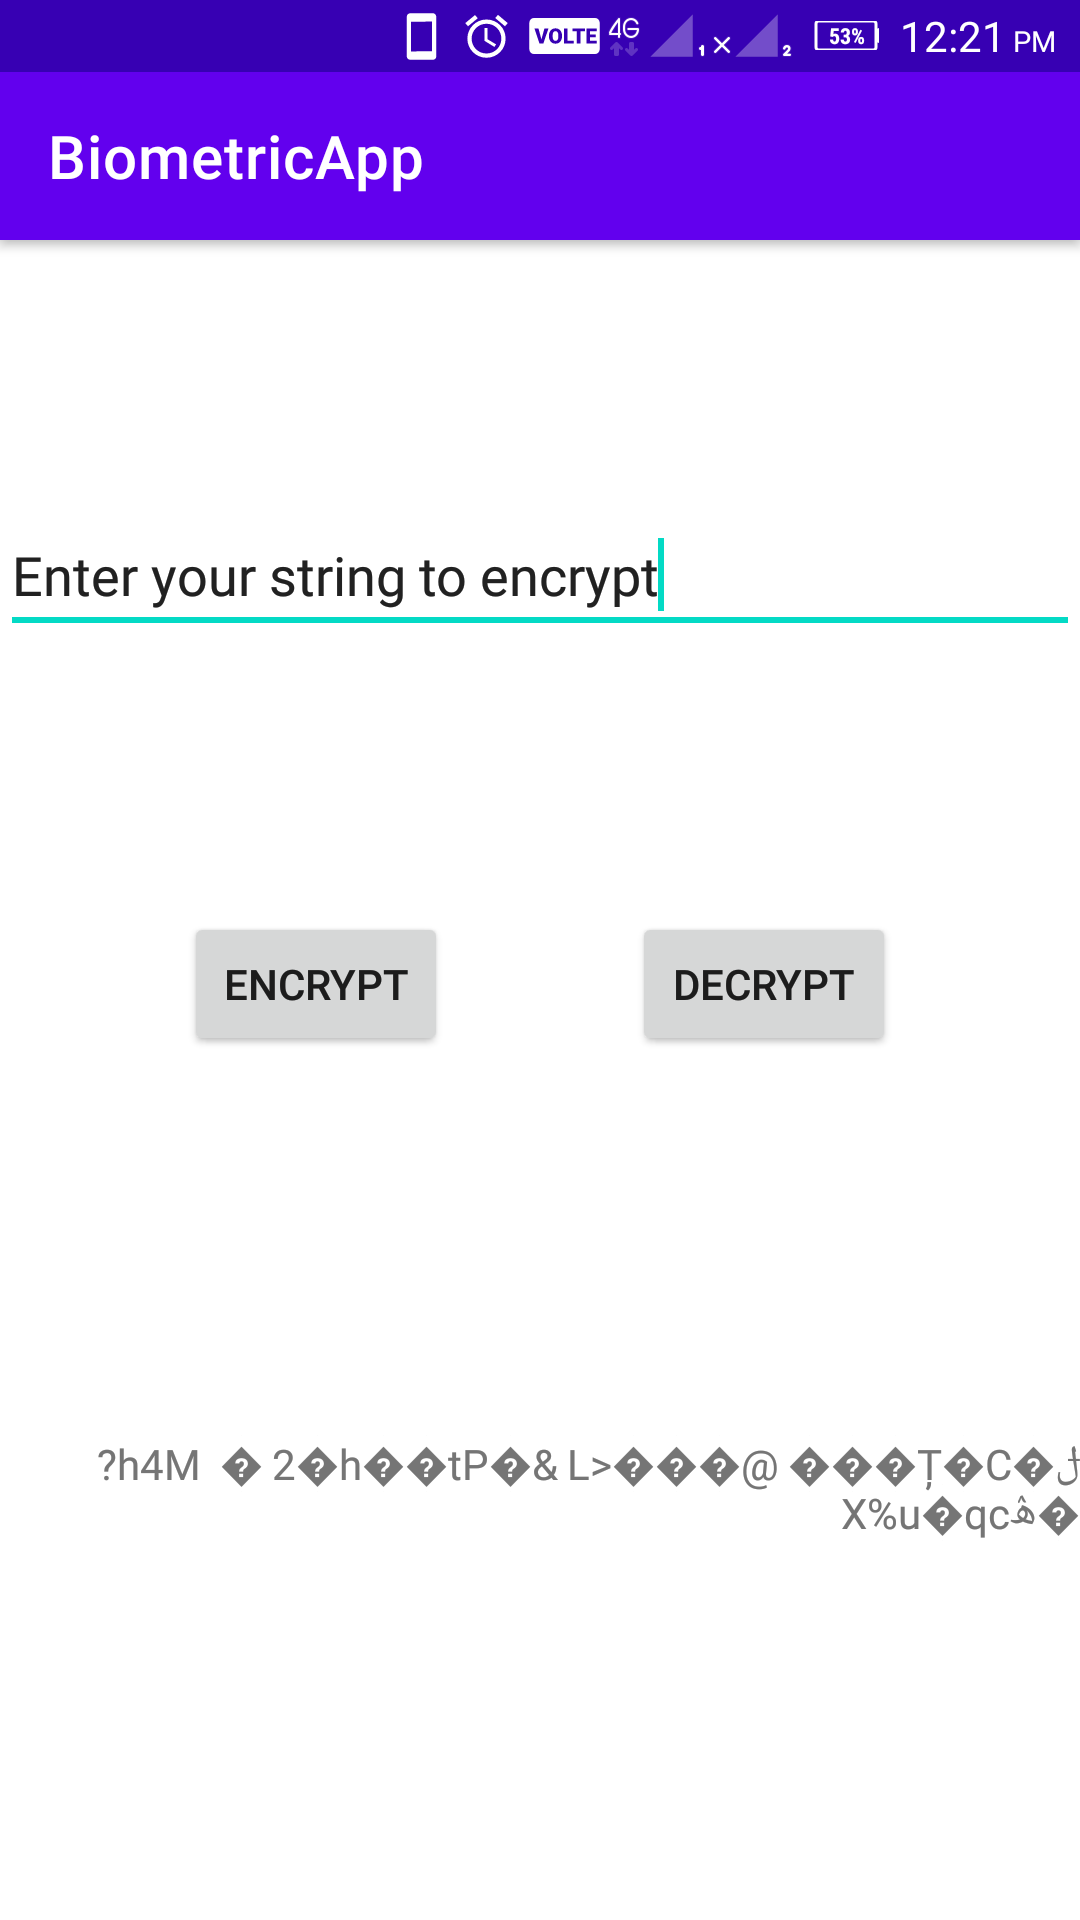 VOLTE 4G 1 2 53% 12:21 PM
BiometricApp
Enter your string to encrypt
ENCRYPT DECRYPT
?h4M � 2�h��tP�& L>���@ ���Ţ�C�
X%u�qc�